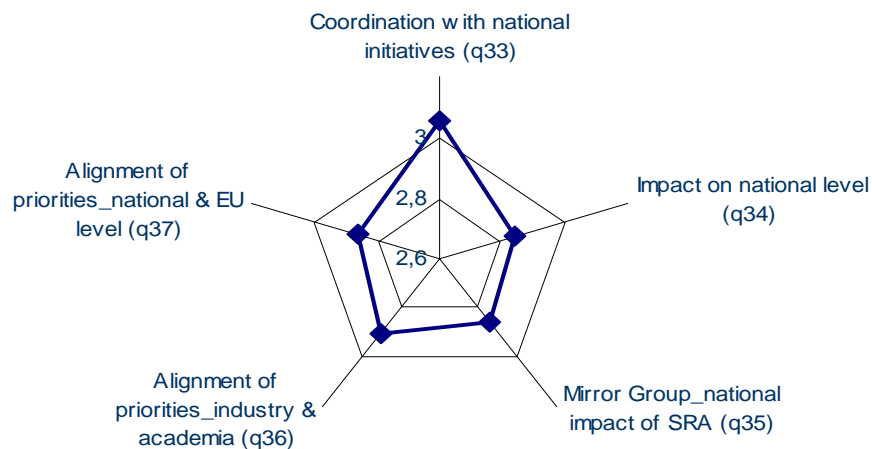 Coordination with national
initiatives (q33)
3
Alignment of
priorities_national & EU
level (q37)
2,8
Impact on national level
(q34)
2,6
Alignment of
priorities_industry &
academia (q36)
Mirror Group_national
impact of SRA (q35)